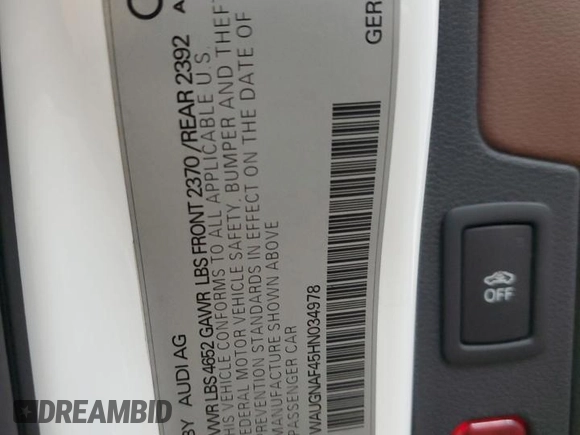 BY AUDI AG
VWR LBS 4652 GAWR LBS FRONT 2370 /REAR 2392
THIS VEHICLE CONFORMS TO ALL APPLICABLE U.S.
FEDERAL MOTOR VEHICLE SAFETY, BUMPER AND THEFT
PREVENTION STANDARDS IN EFFECT ON THE DATE OF
MANUFACTURE SHOWN ABOVE
PASSENGER CAR
WAUGNAF45HN034978
GER
OFF
DREAMBID